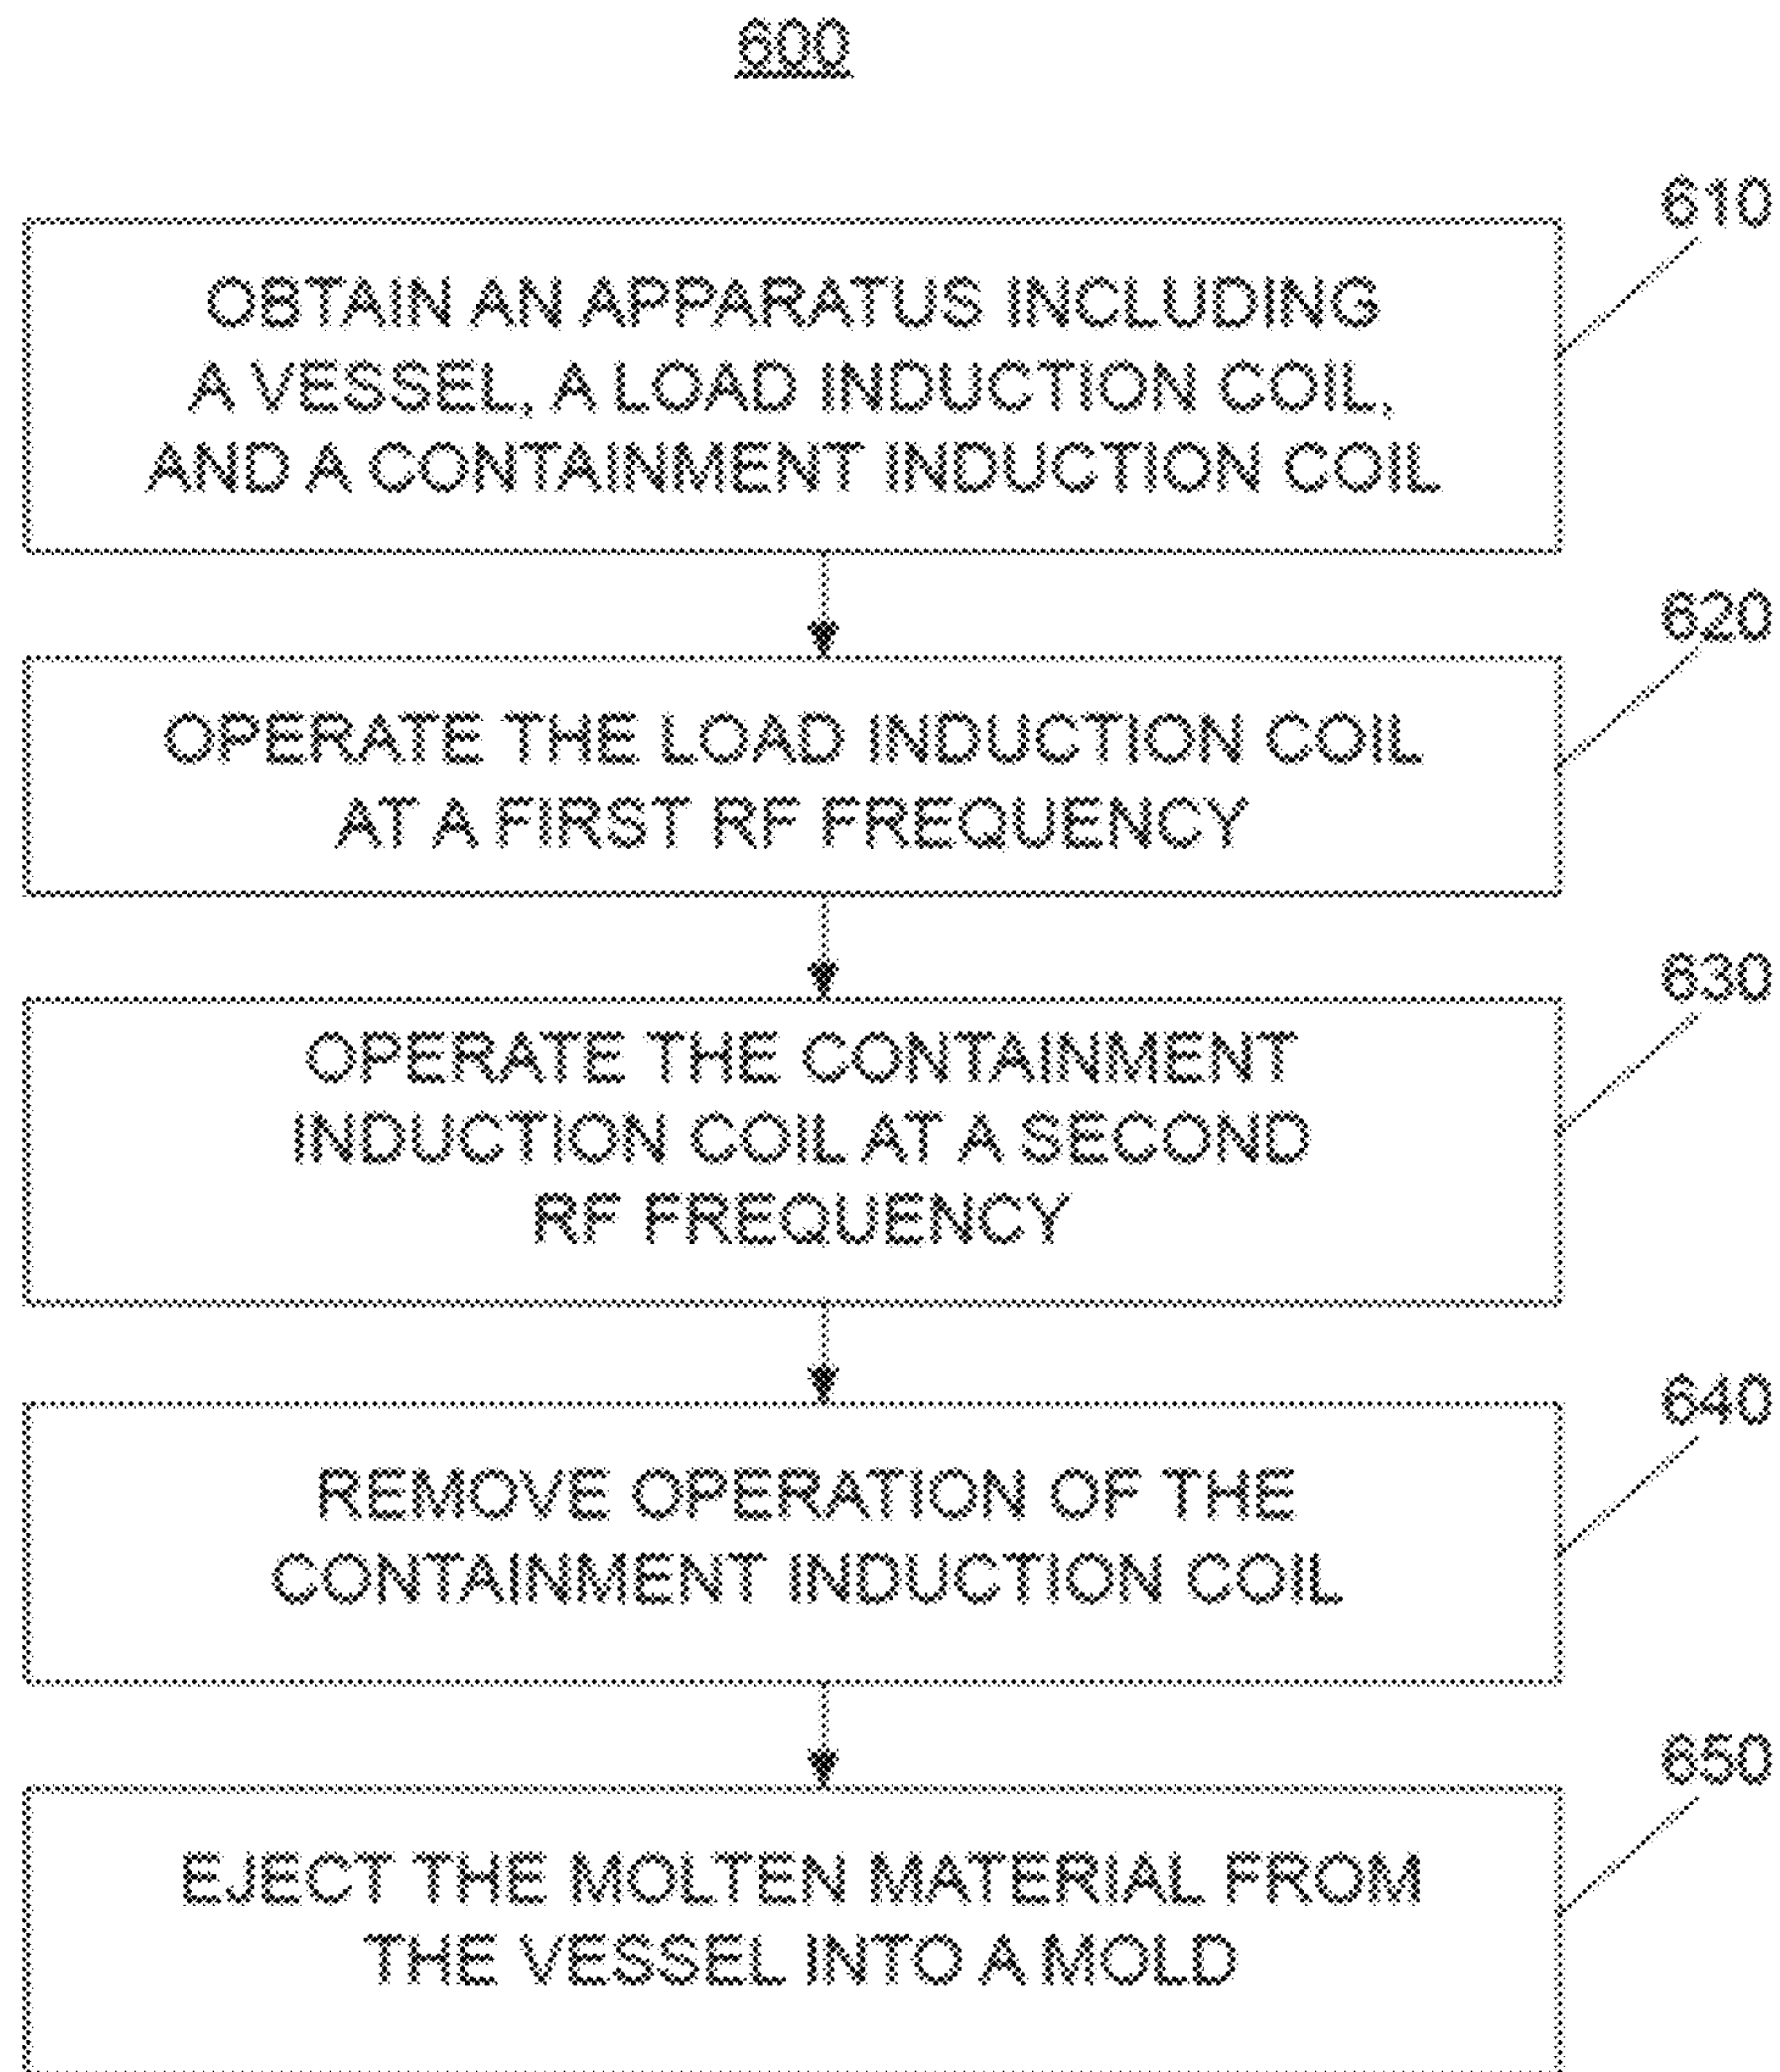 600
610
OBTAIN AN APPARATUS INCLUDING
A VESSEL, A LOAD INDUCTION COIL,
AND A CONTAINMENT INDUCTION COIL
620
OPERATE THE LOAD INDUCTION COIL
AT A FIRST RF FREQUENCY
630
OPERATE THE CONTAINMENT
INDUCTION COIL AT A SECOND
RF FREQUENCY
640
REMOVE OPERATION OF THE
CONTAINMENT INDUCTION COIL
650
EJECT THE MOLTEN MATERIAL FROM
THE VESSEL INTO A MOLD